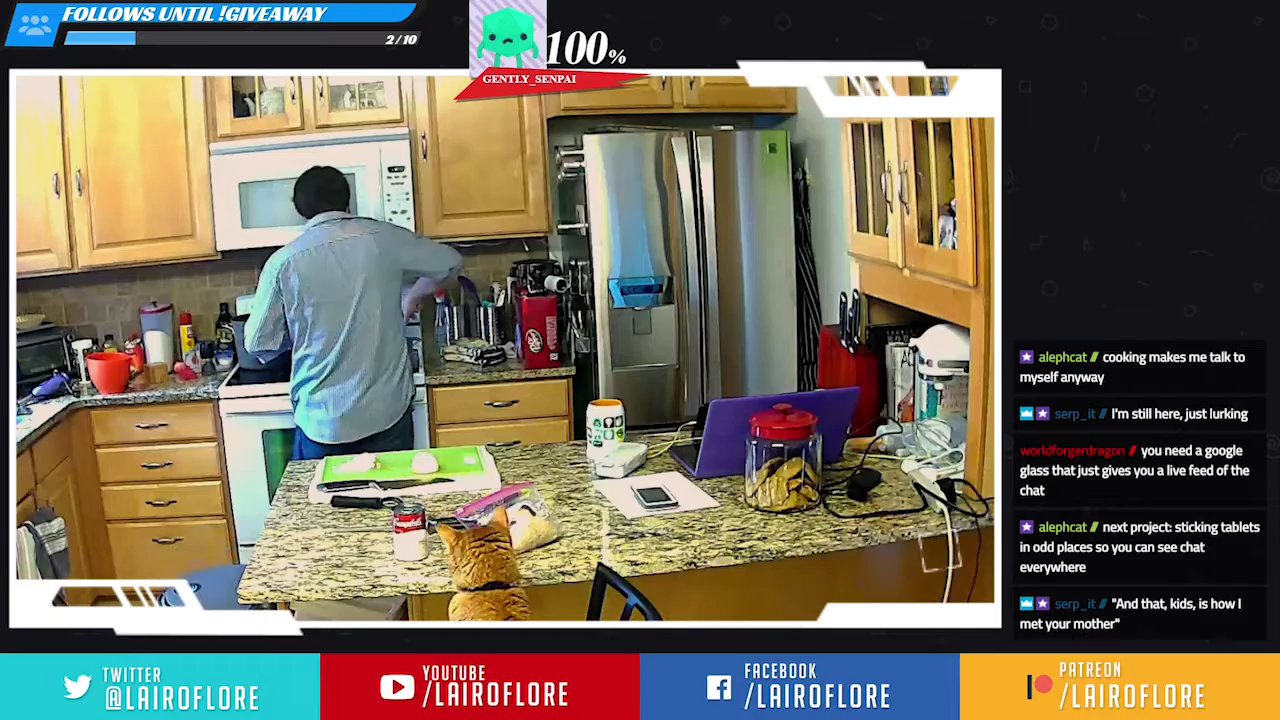 FOLLOWS UNTIL !GIVEAWAY
2/10
100%
GENTLY_SENPAI
alephcat // cooking makes me talk to
myself anyway
serp_it // I'm still here, just lurking
worldforgerdragon // you need a google
glass that just gives you a live feed of the
chat
alephcat // next project: sticking tablets
in odd places so you can see chat
everywhere
serp_it // "And that, kids, is how I
met your mother"
TWITTER
@LAIROFLORE
YOUTUBE
/LAIROFLORE
FACEBOOK
/LAIROFLORE
PATREON
/LAIROFLORE